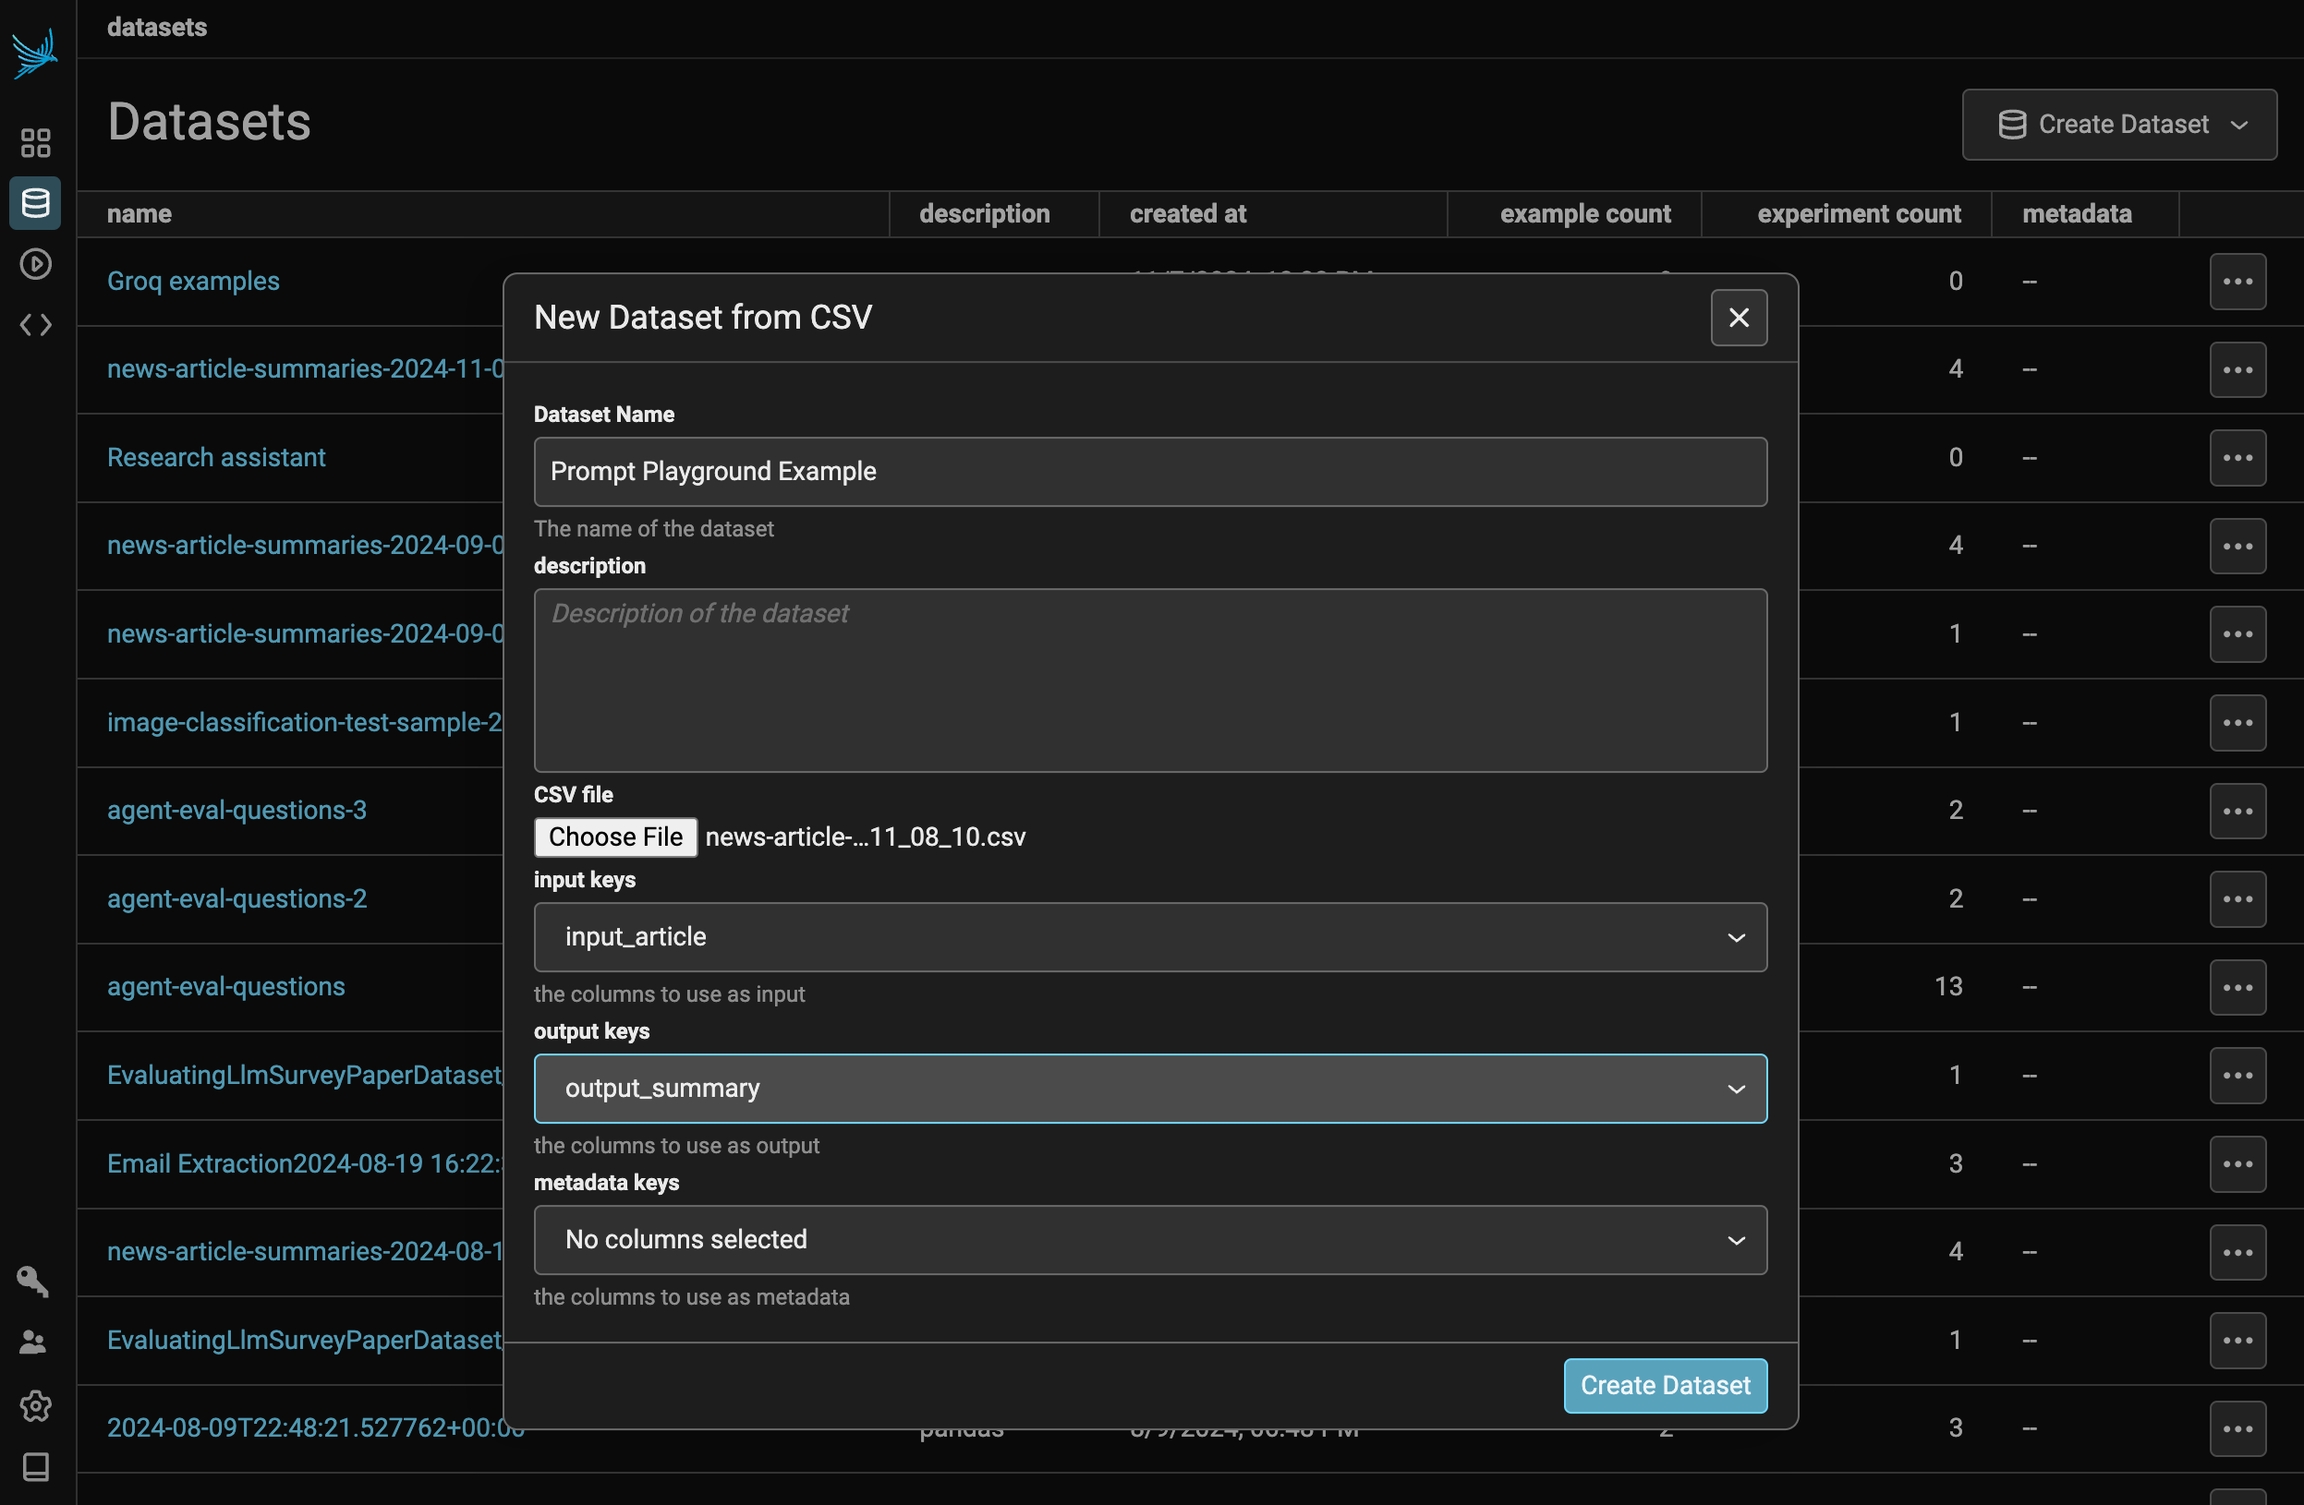 datasets
Datasets
Create Dataset
name description created at example count experiment count metadata
Groq examples 0 --
news-article-summaries-2024-11-0 4 --
Research assistant 0 --
news-article-summaries-2024-09-0 4 --
news-article-summaries-2024-09-0 1 --
image-classification-test-sample-2 1 --
agent-eval-questions-3 2 --
agent-eval-questions-2 2 --
agent-eval-questions 13 --
EvaluatingLlmSurveyPaperDataset 1 --
Email Extraction2024-08-19 16:22: 3 --
news-article-summaries-2024-08-1 4 --
EvaluatingLlmSurveyPaperDataset 1 --
2024-08-09T22:48:21.527762+00:00 pandas 3 --
New Dataset from CSV
Dataset Name
Prompt Playground Example
The name of the dataset
description
Description of the dataset
CSV file
Choose File news-article-...11_08_10.csv
input keys
input_article
the columns to use as input
output keys
output_summary
the columns to use as output
metadata keys
No columns selected
the columns to use as metadata
Create Dataset